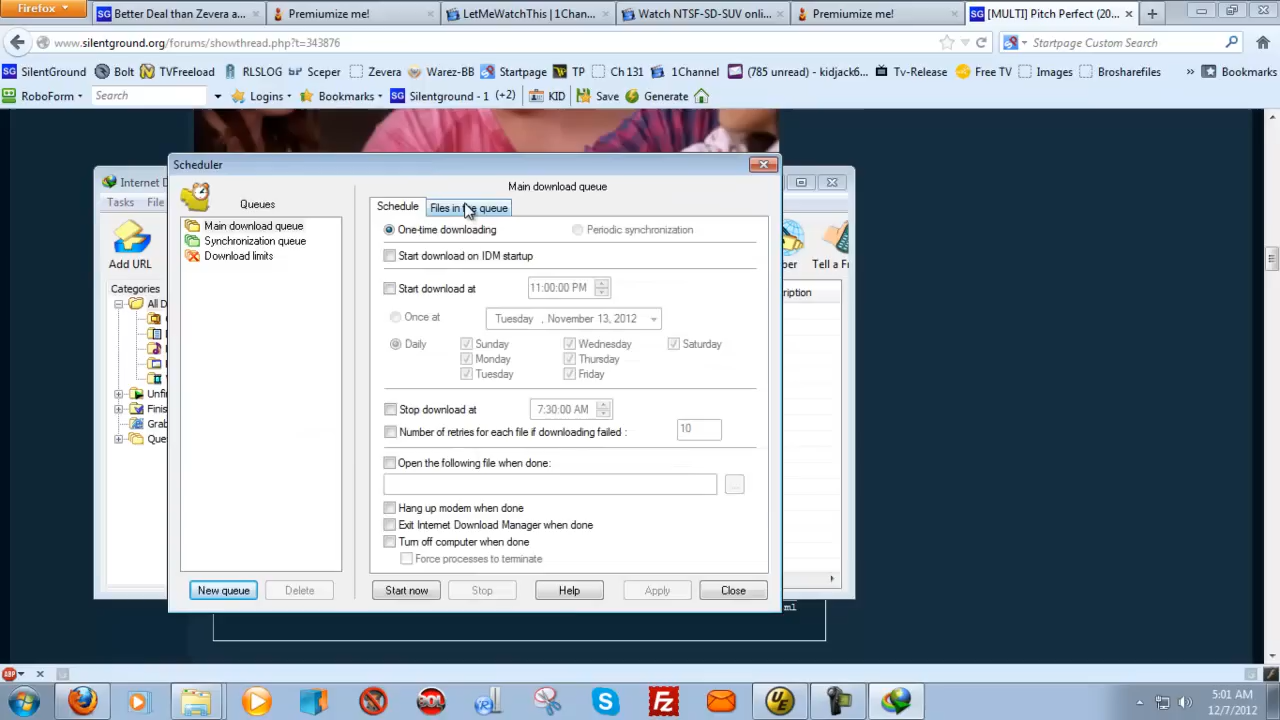 Firefox
Better Deal than Zevera a...
Premiumize me!
LetMeWatchThis | 1Chan...
Watch NTSF-SD-SUV onlin...
Premiumize me!
[MULTI] Pitch Perfect (20...
www.silentground.org/forums/showthread.php?t=343876
Startpage Custom Search
SilentGround
Bolt
TVFreeload
RLSLOG
Sceper
Zevera
Warez-BB
Startpage
TP
Ch 131
1Channel
(785 unread) - kidjack6...
Tv-Release
Free TV
Images
Brosharefiles
Bookmarks
RoboForm
Search
Logins
Bookmarks
Silentground - 1 (+2)
KID
Save
Generate
Internet D
Tasks File
Add URL
Tell a Fr
Categories
ription
Scheduler
Main download queue
Queues
Schedule
Files in the queue
Main download queue
Synchronization queue
Download limits
One-time downloading
Periodic synchronization
Start download on IDM startup
Start download at
11:00:00 PM
Once at
Tuesday , November 13, 2012
Daily
Sunday
Wednesday
Saturday
Monday
Thursday
Tuesday
Friday
Stop download at
7:30:00 AM
Number of retries for each file if downloading failed :
10
Open the following file when done:
...
Hang up modem when done
Exit Internet Download Manager when done
Turn off computer when done
Force processes to terminate
New queue
Delete
Start now
Stop
Help
Apply
Close
All D
Unfi
Finis
Grab
Que
ml
ABP
5:01 AM
12/7/2012